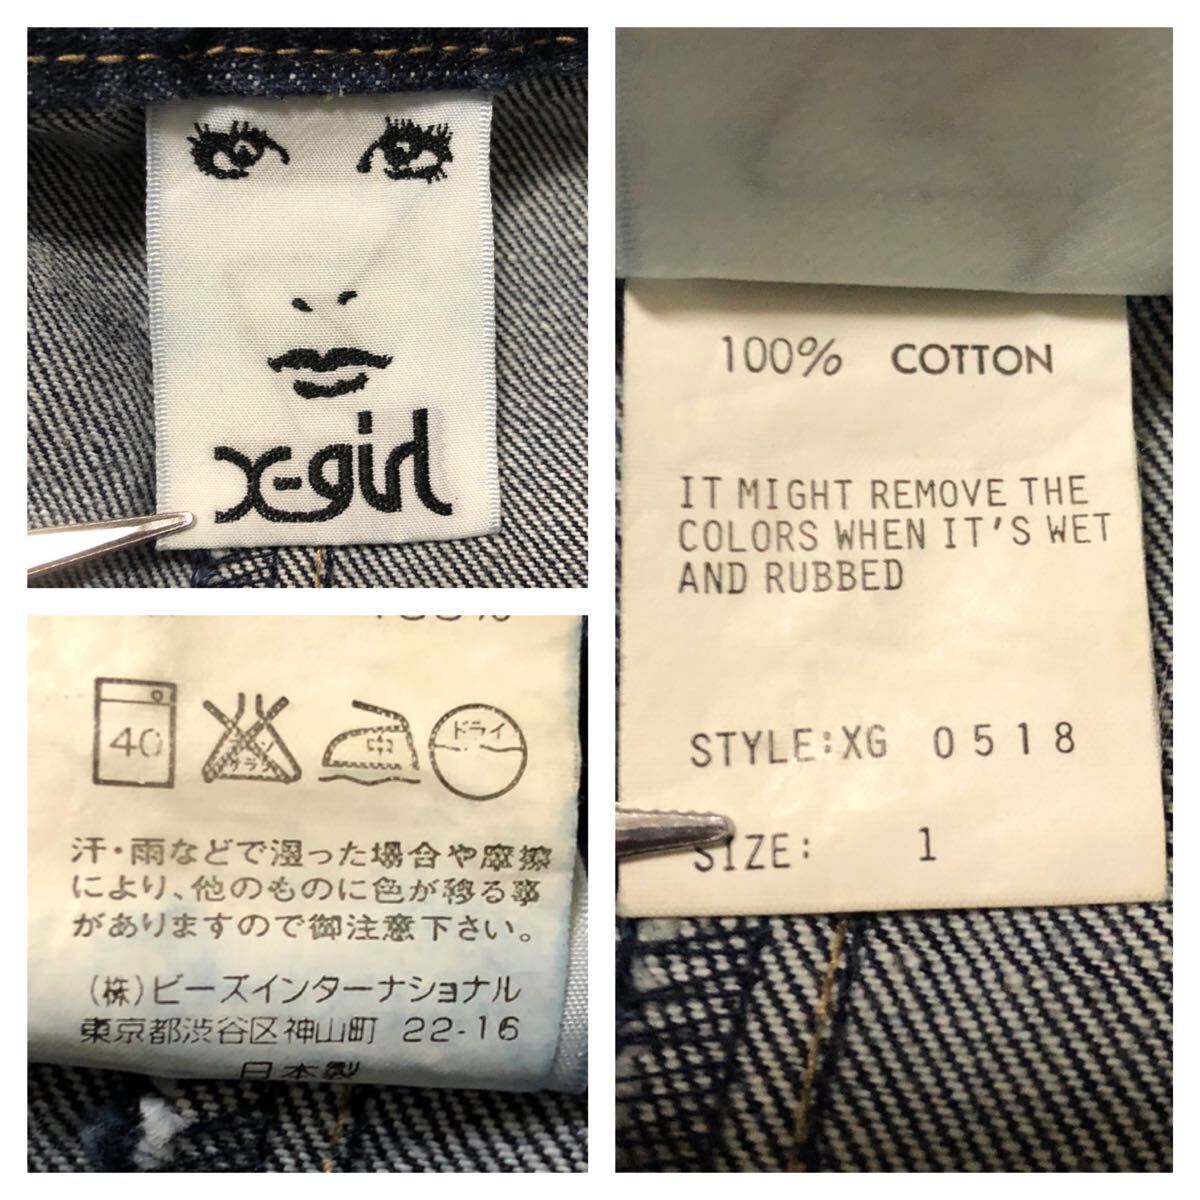 x-girl
100% COTTON
IT MIGHT REMOVE THE
COLORS WHEN IT'S WET
AND RUBBED
STYLE:XG 0518
SIZE: 1
100%
40
サラシ
中
ドライ
汗・雨などで湿った場合や摩擦
により、他のものに色が移る事
がありますので御注意下さい。
(株)ビーズインターナショナル
東京都渋谷区神山町 22-16
日本製